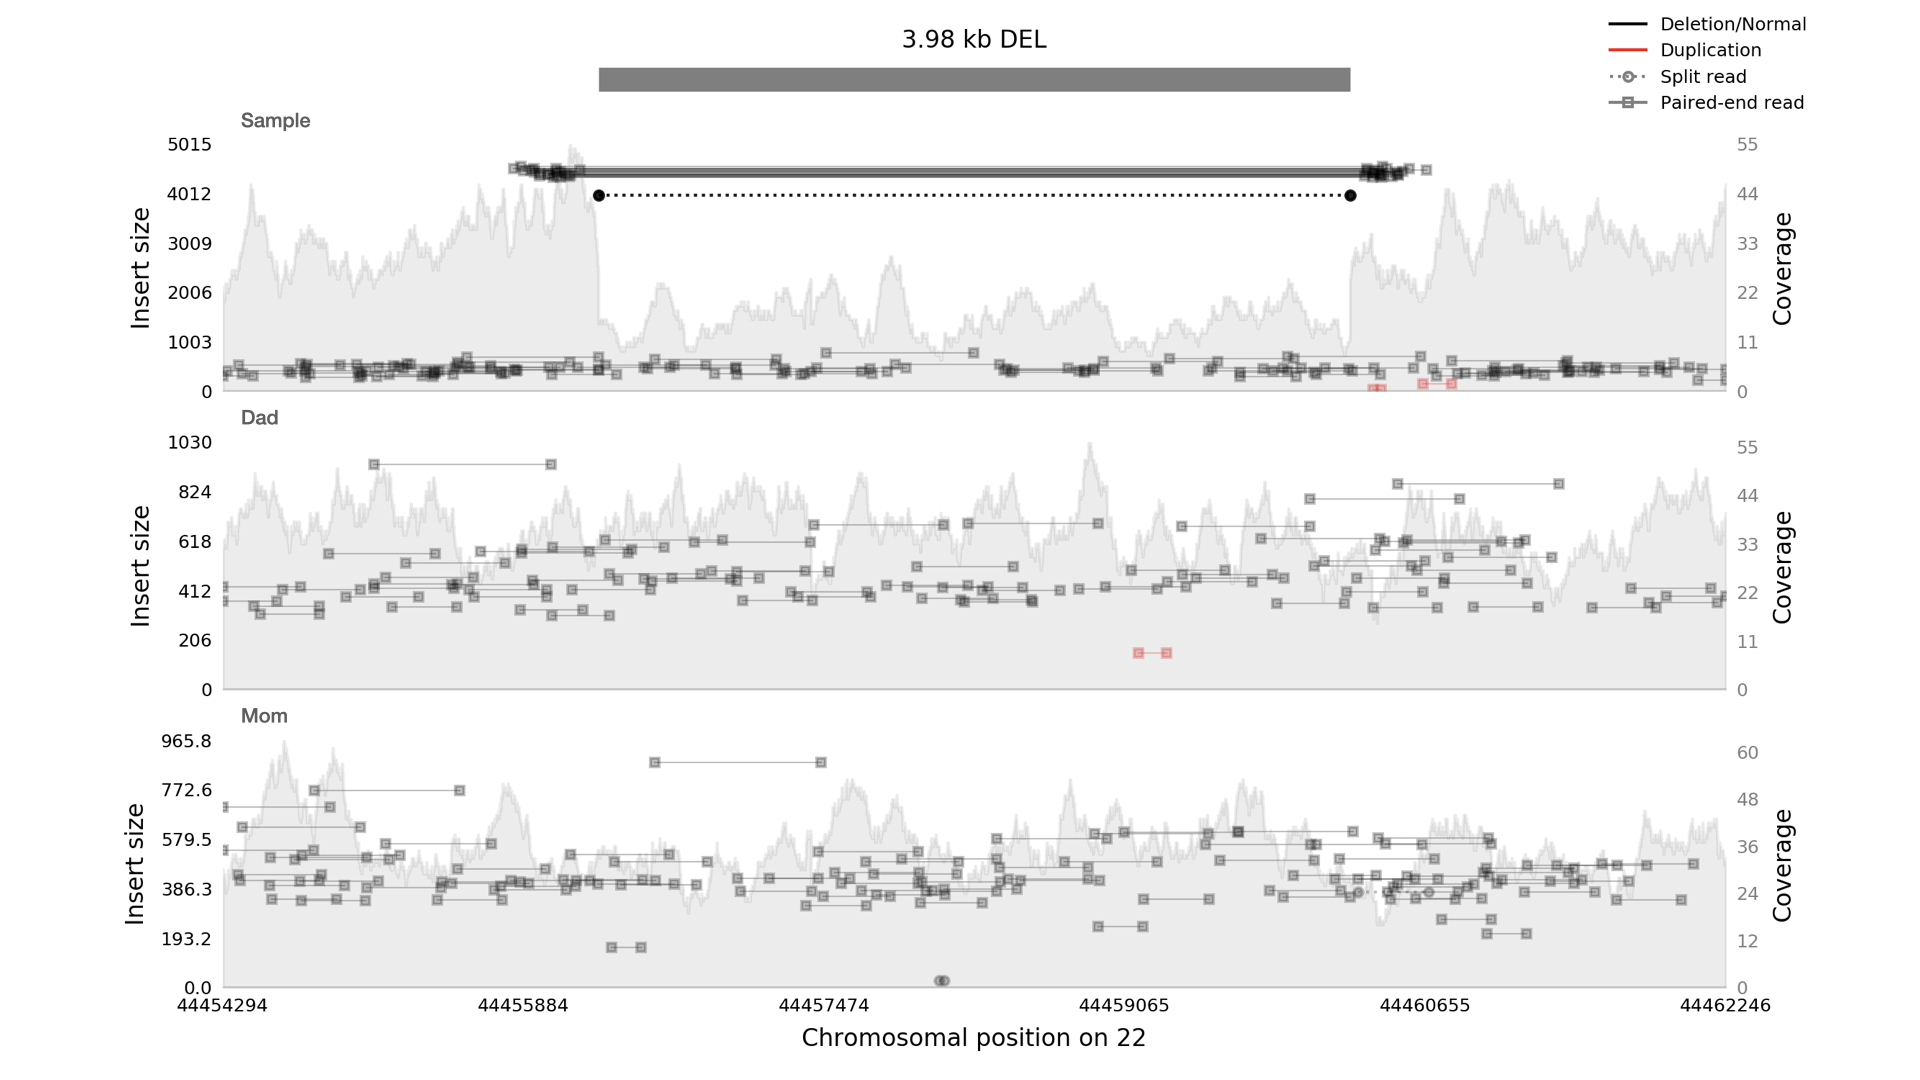 3.98 kb DEL
Deletion/Normal
Duplication
Split read
Paired-end read
Sample
5015
4012
3009
2006
1003
0
Insert size
55
44
33
22
11
0
Coverage
Dad
1030
824
618
412
206
0
Insert size
55
44
33
22
11
0
Coverage
Mom
965.8
772.6
579.5
386.3
193.2
0.0
Insert size
60
48
36
24
12
0
Coverage
44454294 44455884 44457474 44459065 44460655 44462246
Chromosomal position on 22